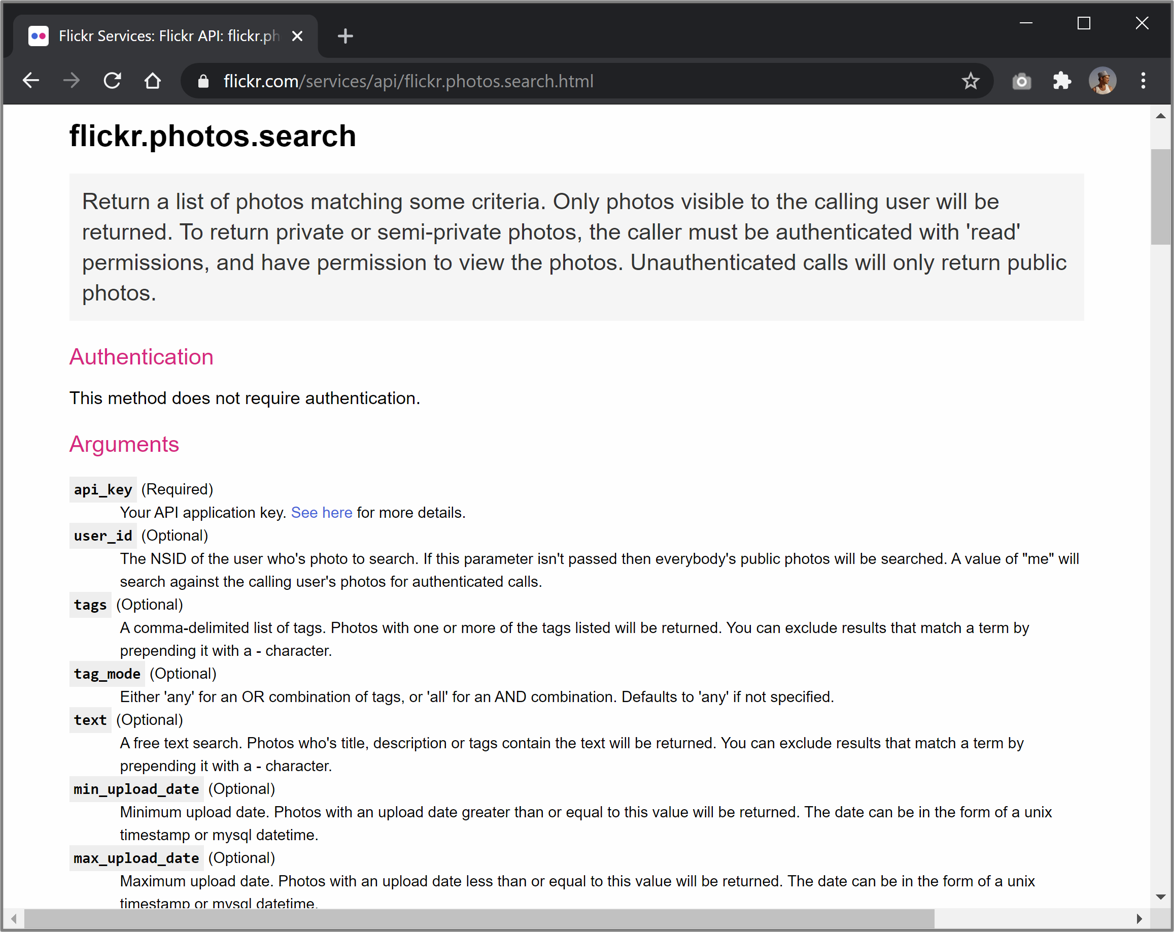 Flickr Services: Flickr API: flickr.ph
flickr.com/services/api/flickr.photos.search.html
flickr.photos.search
Return a list of photos matching some criteria. Only photos visible to the calling user will be
returned. To return private or semi-private photos, the caller must be authenticated with 'read'
permissions, and have permission to view the photos. Unauthenticated calls will only return public
photos.
Authentication
This method does not require authentication.
Arguments
api_key (Required)
Your API application key. See here for more details.
user_id (Optional)
The NSID of the user who's photo to search. If this parameter isn't passed then everybody's public photos will be searched. A value of "me" will
search against the calling user's photos for authenticated calls.
tags (Optional)
A comma-delimited list of tags. Photos with one or more of the tags listed will be returned. You can exclude results that match a term by
prepending it with a - character.
tag_mode (Optional)
Either 'any' for an OR combination of tags, or 'all' for an AND combination. Defaults to 'any' if not specified.
text (Optional)
A free text search. Photos who's title, description or tags contain the text will be returned. You can exclude results that match a term by
prepending it with a - character.
min_upload_date (Optional)
Minimum upload date. Photos with an upload date greater than or equal to this value will be returned. The date can be in the form of a unix
timestamp or mysql datetime.
max_upload_date (Optional)
Maximum upload date. Photos with an upload date less than or equal to this value will be returned. The date can be in the form of a unix
timestamp or mysql datetime.